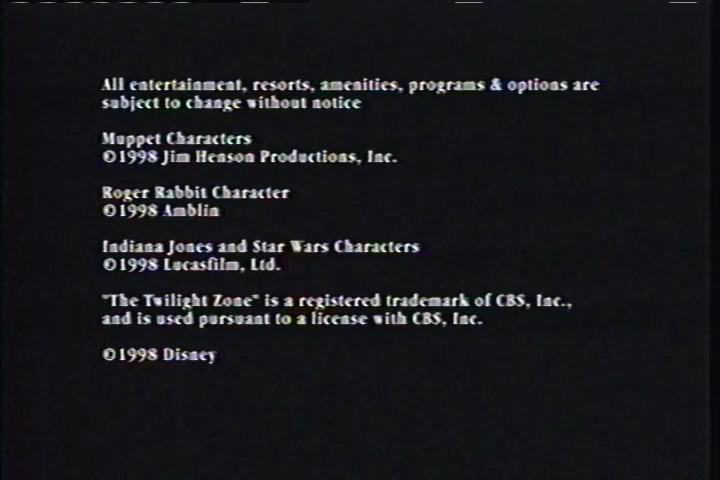 All entertainment, resorts, amenities, programs & options are
subject to change without notice
Muppet Characters
©1998 Jim Henson Productions, Inc.
Roger Rabbit Character
©1998 Amblin
Indiana Jones and Star Wars Characters
©1998 Lucasfilm, Ltd.
"The Twilight Zone" is a registered trademark of CBS, Inc.,
and is used pursuant to a license with CBS, Inc.
©1998 Disney